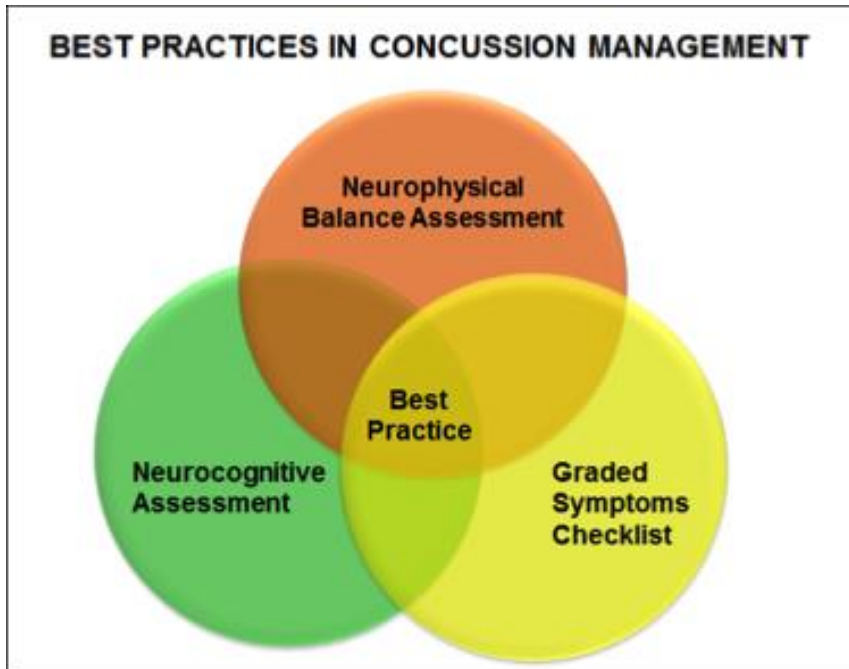 BEST PRACTICES IN CONCUSSION MANAGEMENT
Neurophysical
Balance Assessment
Best
Practice
Neurocognitive
Assessment
Graded
Symptoms
Checklist